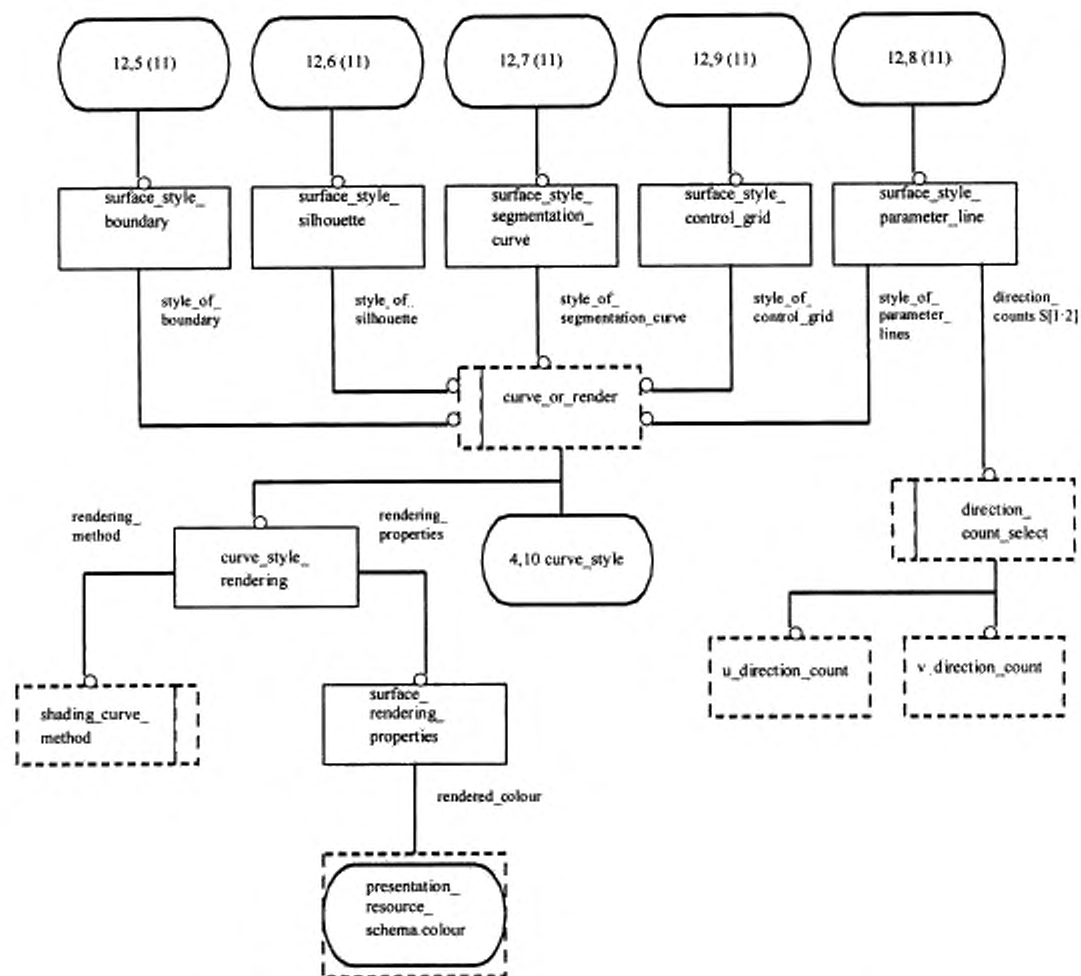 12,5 (11)
12,6 (11)
12,7 (11)
12,9 (11)
12,8 (11)
surface_style_
boundary
surface_style_
silhouette
surface_style_
segmentation_
curve
surface_style_
control_grid
surface_style_
parameter_line
style_of_
boundary
style_of_
silhouette
style_of_
segmentation_curve
style_of_
control_grid
style_of_
parameter_
lines
direction_
counts S[1:2]
curve_or_render
rendering_
method
rendering_
properties
curve_style_
rendering
4,10 curve_style
direction_
count_select
u_direction_count
v_direction_count
shading_curve_
method
surface_
rendering_
properties
rendered_colour
presentation_
resource_
schema.colour